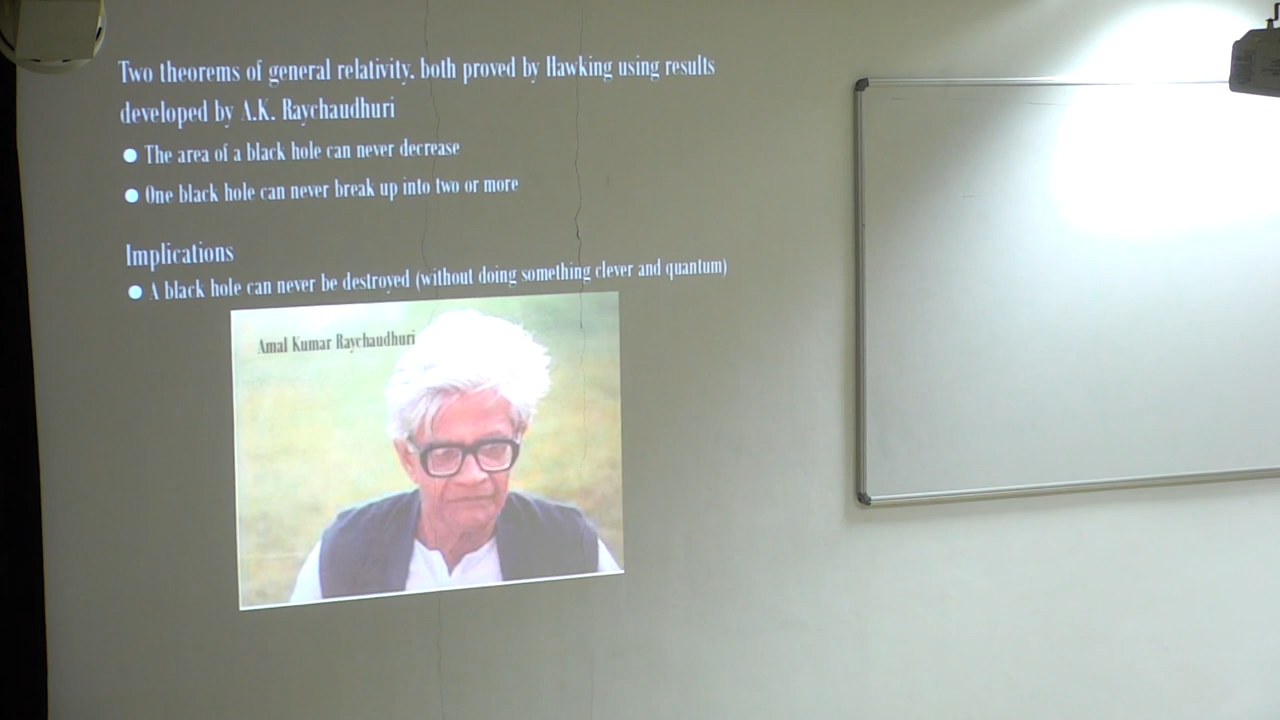 Two theorems of general relativity, both proved by Hawking using results
developed by A.K. Raychaudhuri
● The area of a black hole can never decrease
● One black hole can never break up into two or more
Implications
● A black hole can never be destroyed (without doing something clever and quantum)
Amal Kumar Raychaudhuri